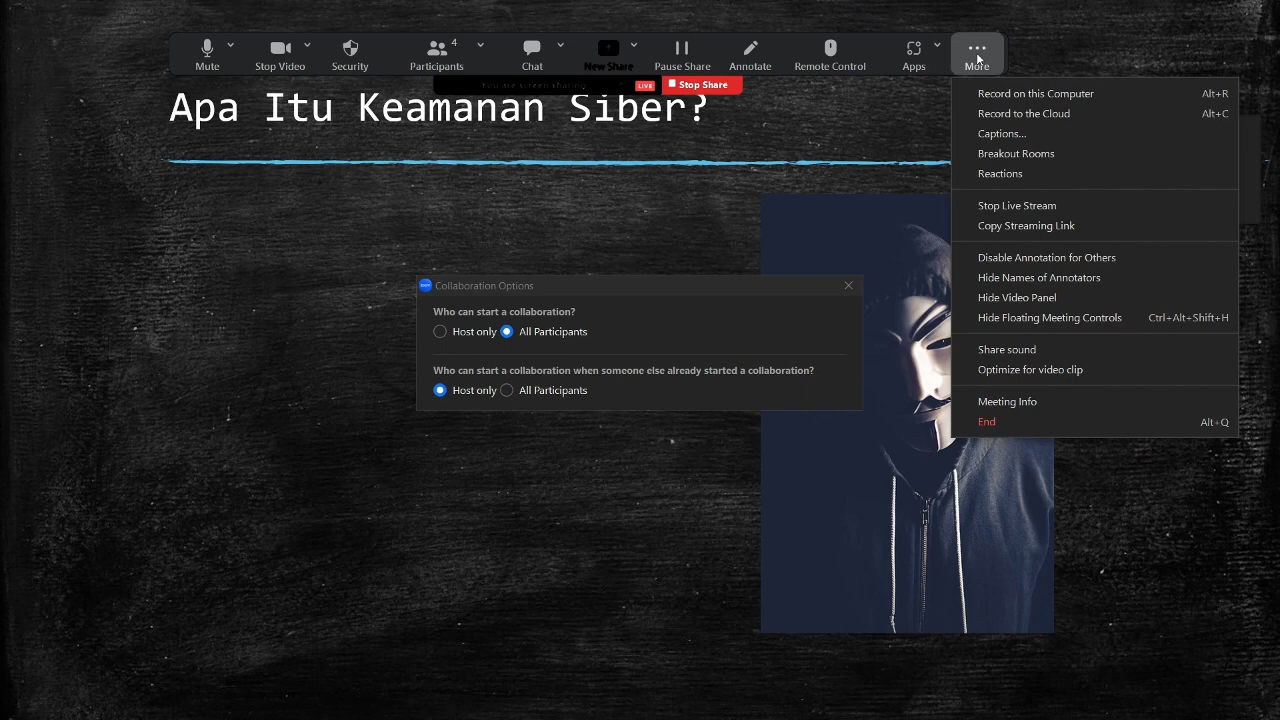 4
Mute
Stop Video
Security
Participants
Chat
New Share
Pause Share
Annotate
Remote Control
Apps
More
You are screen sharing
LIVE
Stop Share
Apa Itu Keamanan Siber?
Record on this Computer Alt+R
Record to the Cloud Alt+C
Captions...
Breakout Rooms
Reactions
Stop Live Stream
Copy Streaming Link
Disable Annotation for Others
Hide Names of Annotators
Hide Video Panel
Hide Floating Meeting Controls Ctrl+Alt+Shift+H
Share sound
Optimize for video clip
Meeting Info
End Alt+Q
zoom Collaboration Options
Who can start a collaboration?
Host only All Participants
Who can start a collaboration when someone else already started a collaboration?
Host only All Participants